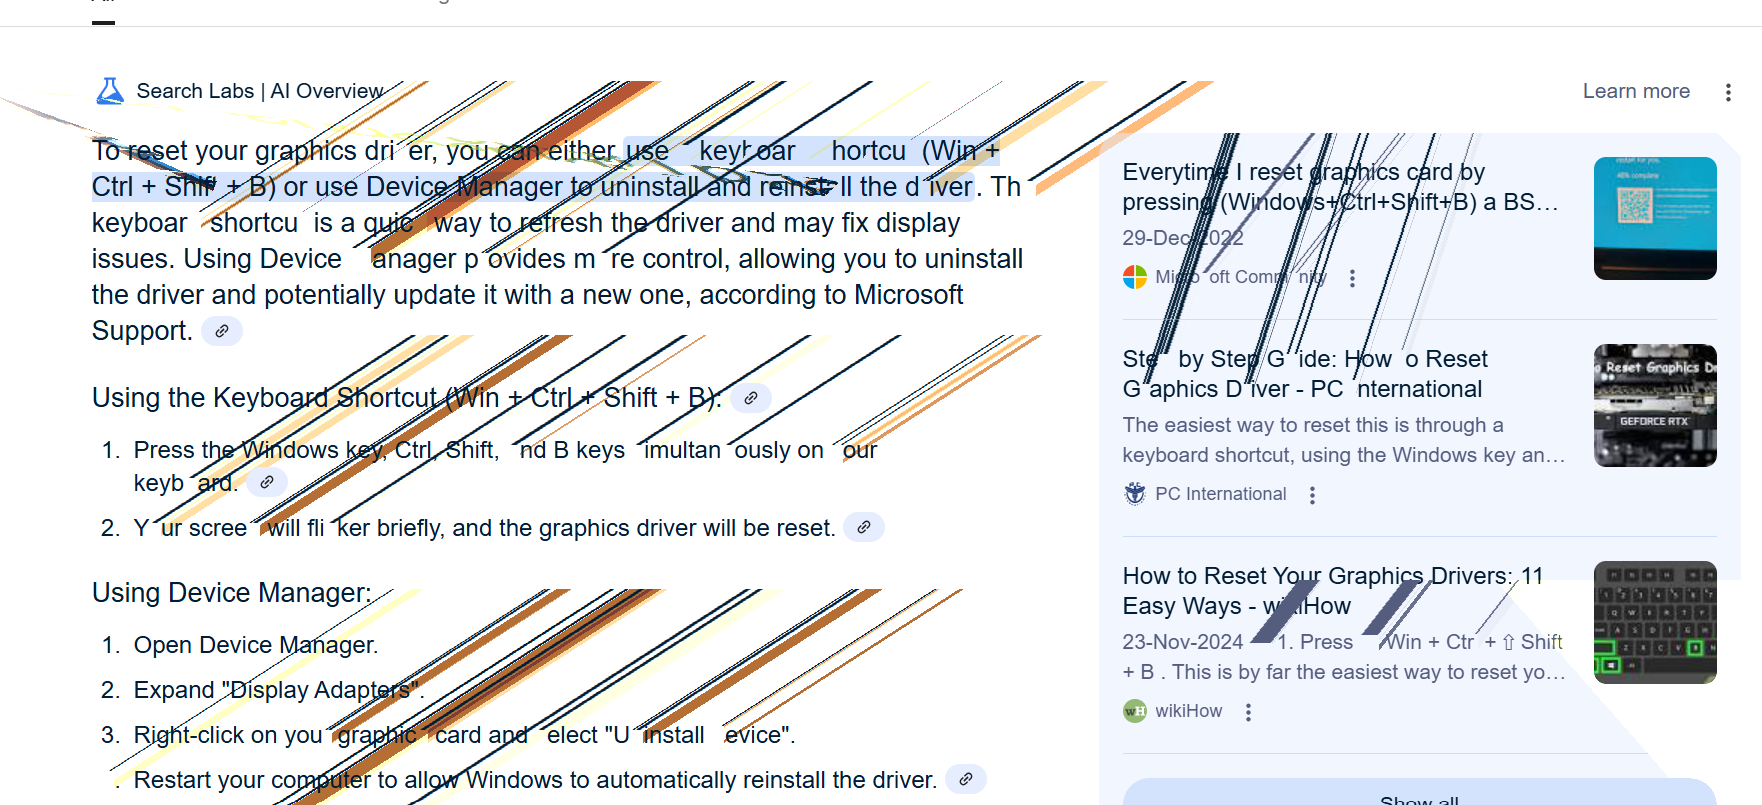 Search Labs | AI Overview
Learn more
To reset your graphics dri er, you can either use keyboar hortcu (Win +
Ctrl + Shift + B) or use Device Manager to uninstall and reinst ll the d iver. Th
keyboar shortcu is a quic way to refresh the driver and may fix display
issues. Using Device anager p ovides m re control, allowing you to uninstall
the driver and potentially update it with a new one, according to Microsoft
Support.
Using the Keyboard Shortcut (Win + Ctrl + Shift + B):
1. Press the Windows key, Ctrl, Shift, nd B keys imultan ously on our
keyb ard.
2. Y ur scree will fli ker briefly, and the graphics driver will be reset.
Using Device Manager:
1. Open Device Manager.
2. Expand "Display Adapters".
3. Right-click on you graphic card and elect "U install evice".
. Restart your computer to allow Windows to automatically reinstall the driver.
Everytime I reset graphics card by
pressing (Windows+Ctrl+Shift+B) a BS...
29-Dec-2022
Micro oft Comm nity
Ste by Step G ide: How o Reset
G aphics D iver - PC nternational
The easiest way to reset this is through a
keyboard shortcut, using the Windows key an...
PC International
Reset Graphics Dr
GEFORCE RTX
How to Reset Your Graphics Drivers: 11
Easy Ways - wikiHow
23-Nov-2024 1. Press Win + Ctr + ⇧ Shift
+ B . This is by far the easiest way to reset yo...
wH wikiHow
Show all